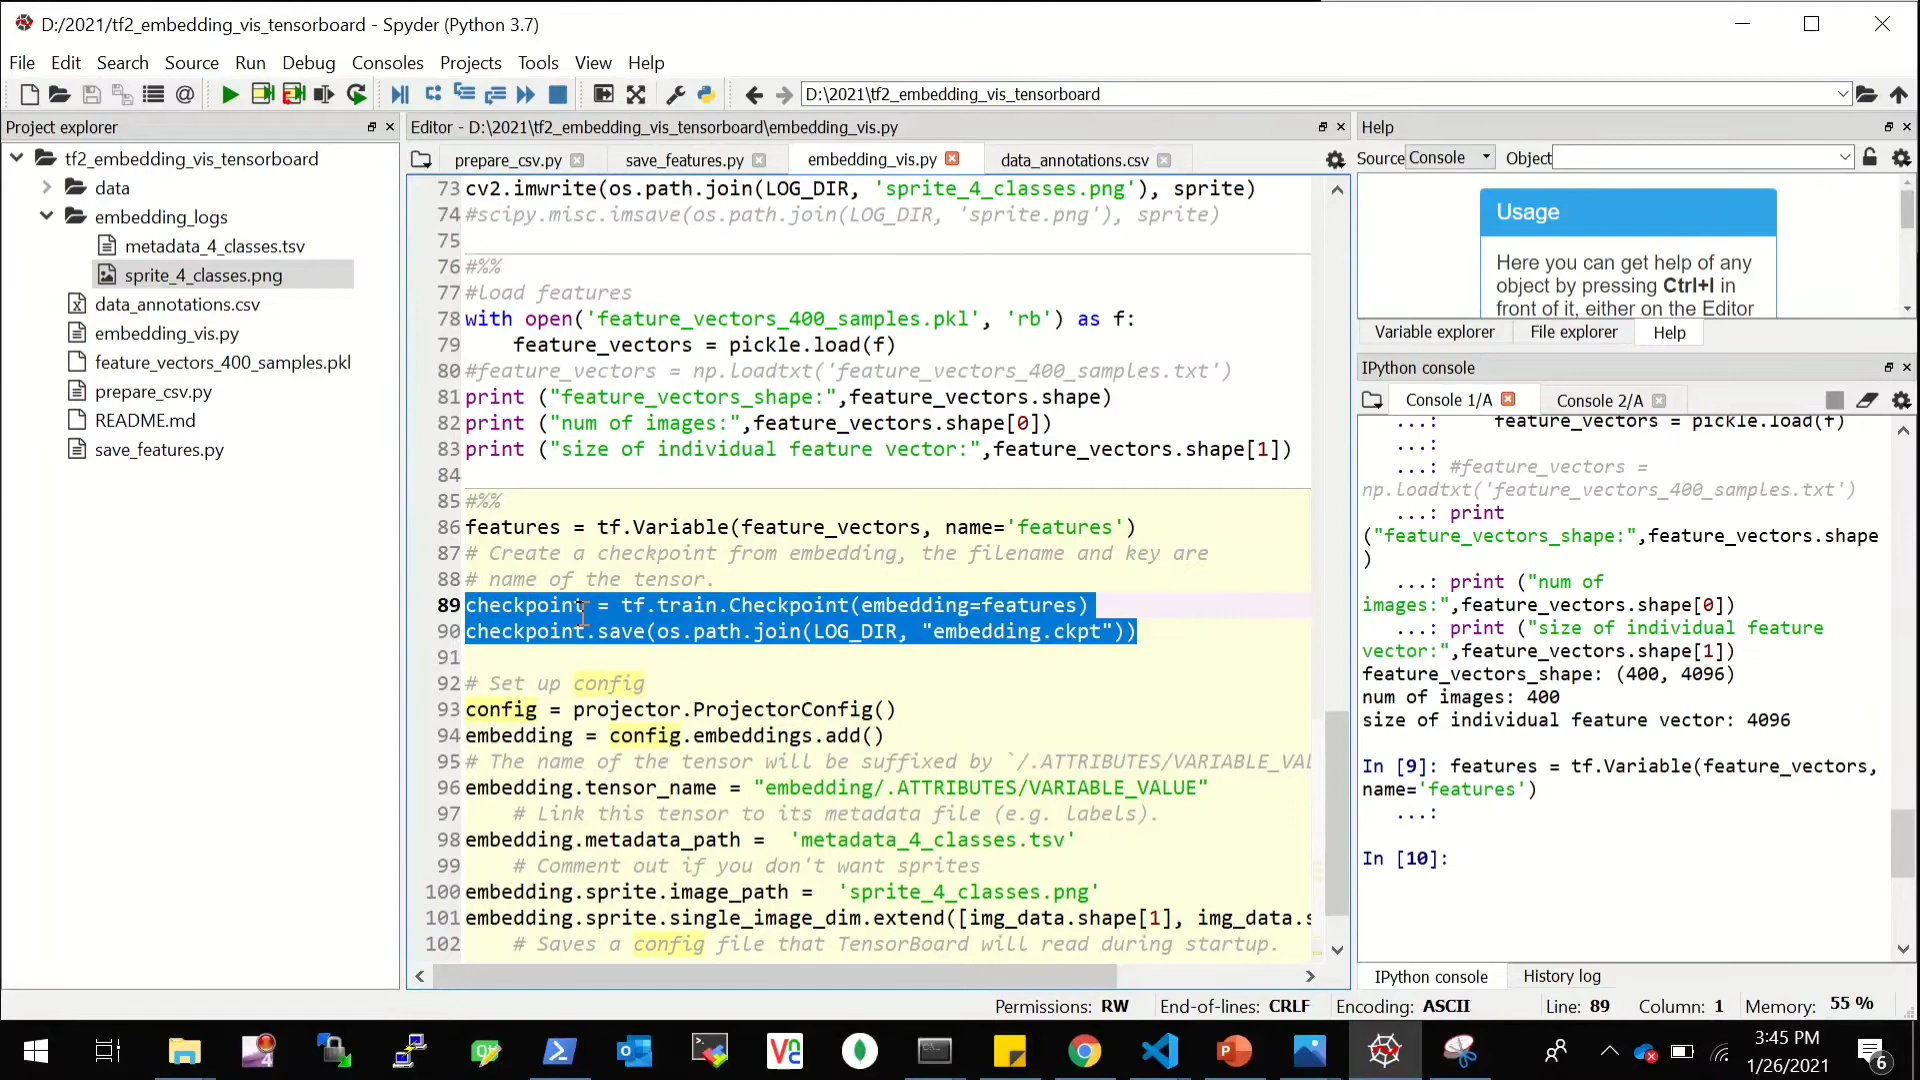 D:/2021/tf2_embedding_vis_tensorboard - Spyder (Python 3.7)
File Edit Search Source Run Debug Consoles Projects Tools View Help
D:\2021\tf2_embedding_vis_tensorboard
Project explorer
tf2_embedding_vis_tensorboard
data
embedding_logs
metadata_4_classes.tsv
sprite_4_classes.png
data_annotations.csv
embedding_vis.py
feature_vectors_400_samples.pkl
prepare_csv.py
README.md
save_features.py
Editor - D:\2021\tf2_embedding_vis_tensorboard\embedding_vis.py
prepare_csv.py save_features.py embedding_vis.py data_annotations.csv
73 cv2.imwrite(os.path.join(LOG_DIR, 'sprite_4_classes.png'), sprite)
74 #scipy.misc.imsave(os.path.join(LOG_DIR, 'sprite.png'), sprite)
75
76 #%%
77 #load features
78 with open('feature_vectors_400_samples.pkl', 'rb') as f:
79     feature_vectors = pickle.load(f)
80 #feature_vectors = np.loadtxt('feature_vectors_400_samples.txt')
81 print ("feature_vectors_shape:",feature_vectors.shape)
82 print ("num of images:",feature_vectors.shape[0])
83 print ("size of individual feature vector:",feature_vectors.shape[1])
84
85 #%%
86 features = tf.Variable(feature_vectors, name='features')
87 # Create a checkpoint from embedding, the filename and key are
88 # name of the tensor.
89 checkpoint = tf.train.Checkpoint(embedding=features)
90 checkpoint.save(os.path.join(LOG_DIR, "embedding.ckpt"))
91
92 # Set up config
93 config = projector.ProjectorConfig()
94 embedding = config.embeddings.add()
95 # The name of the tensor will be suffixed by `/.ATTRIBUTES/VARIABLE_VAL
96 embedding.tensor_name = "embedding/.ATTRIBUTES/VARIABLE_VALUE"
97     # Link this tensor to its metadata file (e.g. labels).
98 embedding.metadata_path =  'metadata_4_classes.tsv'
99     # Comment out if you don't want sprites
100 embedding.sprite.image_path =  'sprite_4_classes.png'
101 embedding.sprite.single_image_dim.extend([img_data.shape[1], img_data.s
102     # Saves a config file that TensorBoard will read during startup.
Help
Source Console Object
Usage
Here you can get help of any
object by pressing Ctrl+I in
front of it, either on the Editor
Variable explorer File explorer Help
IPython console
Console 1/A Console 2/A
...:     feature_vectors = pickle.load(f)
...:
...: #feature_vectors =
np.loadtxt('feature_vectors_400_samples.txt')
...: print
("feature_vectors_shape:",feature_vectors.shape
)
...: print ("num of
images:",feature_vectors.shape[0])
...: print ("size of individual feature
vector:",feature_vectors.shape[1])
feature_vectors_shape: (400, 4096)
num of images: 400
size of individual feature vector: 4096
In [9]: features = tf.Variable(feature_vectors,
name='features')
...:
In [10]:
IPython console History log
Permissions: RW End-of-lines: CRLF Encoding: ASCII Line: 89 Column: 1 Memory: 55 %
3:45 PM
1/26/2021
6